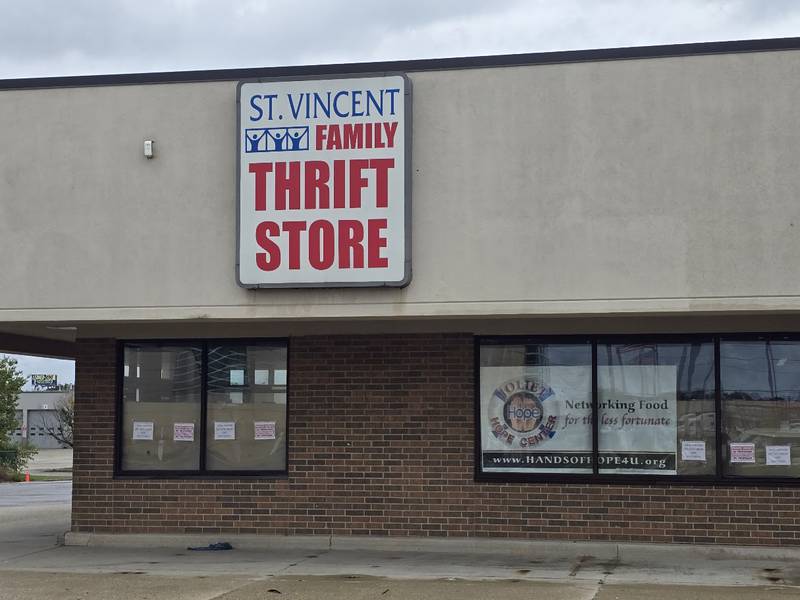 ST. VINCENT
FAMILY
THRIFT
STORE
JOLIET
Hope
HOPE CENTER
Networking Food
for the less fortunate
www.HANDSOFHOPE4U.org